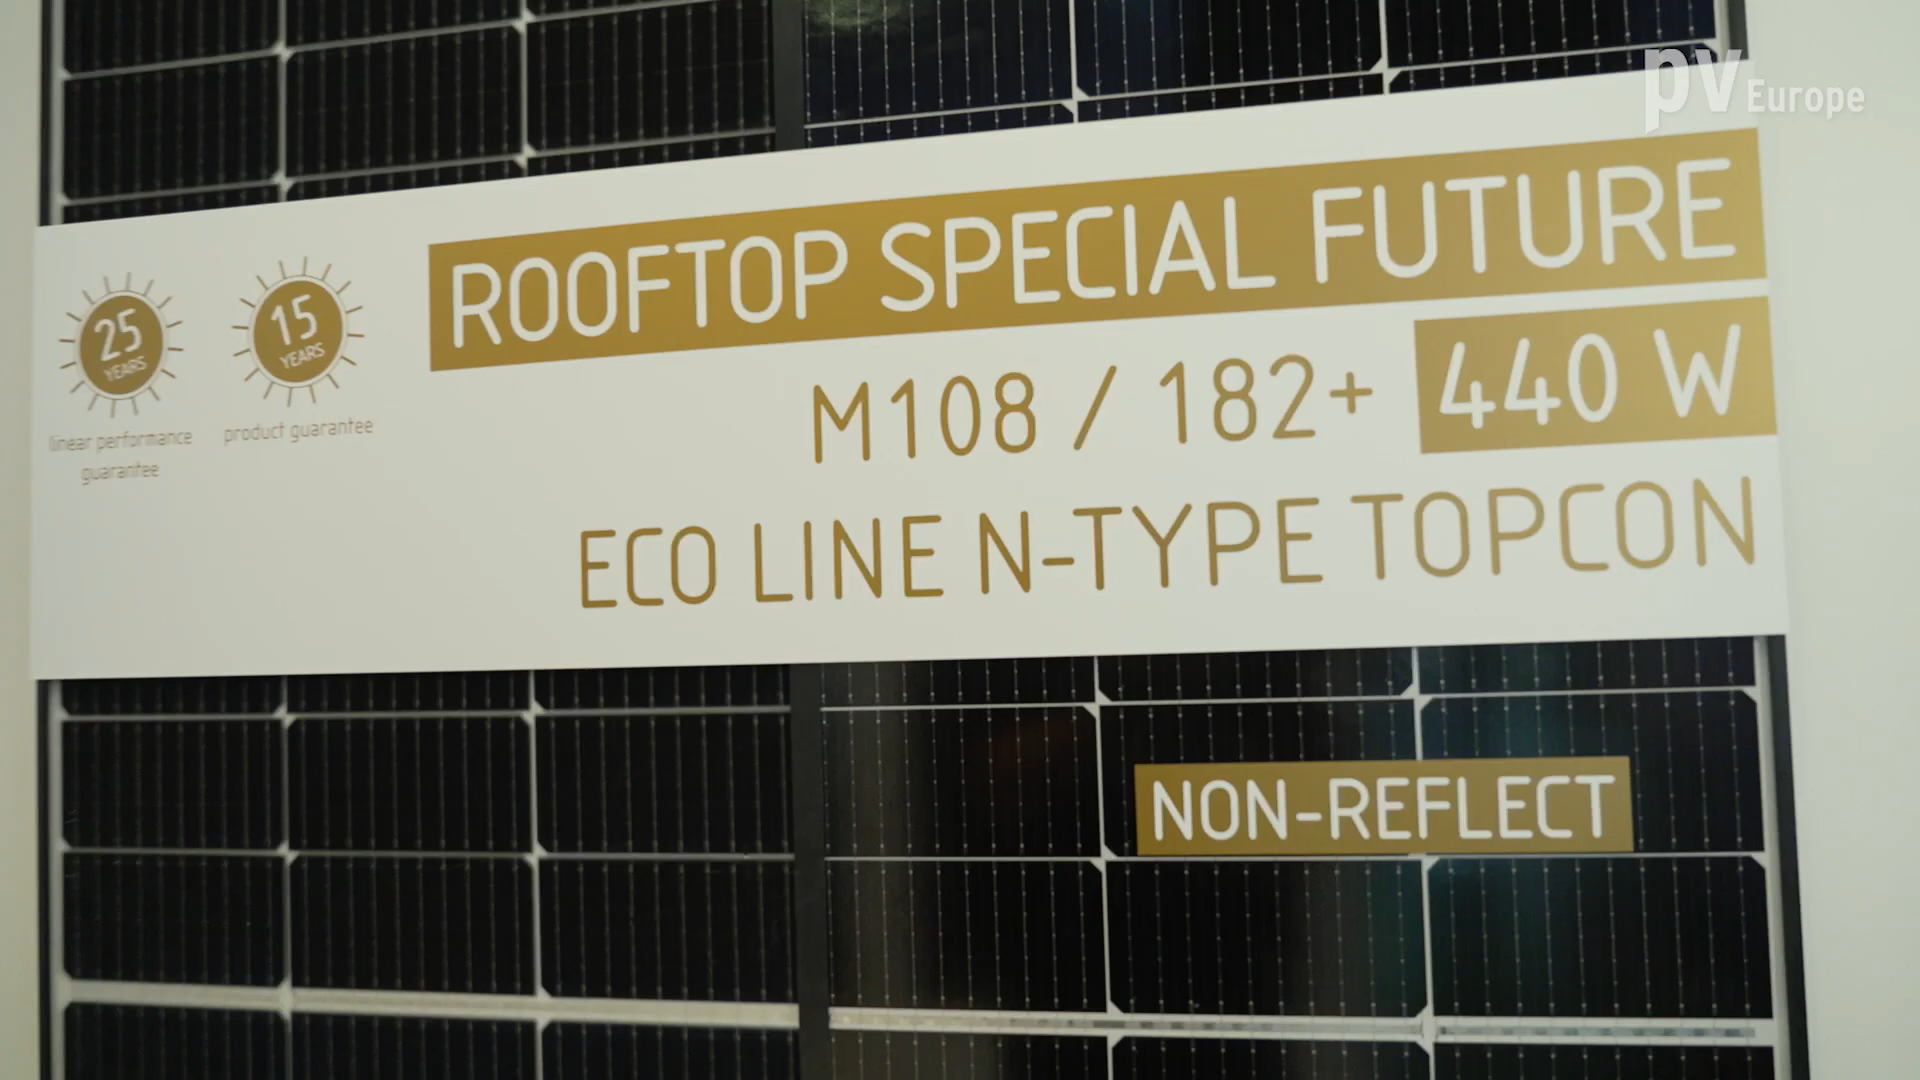 pv Europe
ROOFTOP SPECIAL FUTURE
25
YEARS
linear performance
guarantee
15
YEARS
product guarantee
M108 / 182+ 440 W
ECO LINE N-TYPE TOPCON
NON-REFLECT